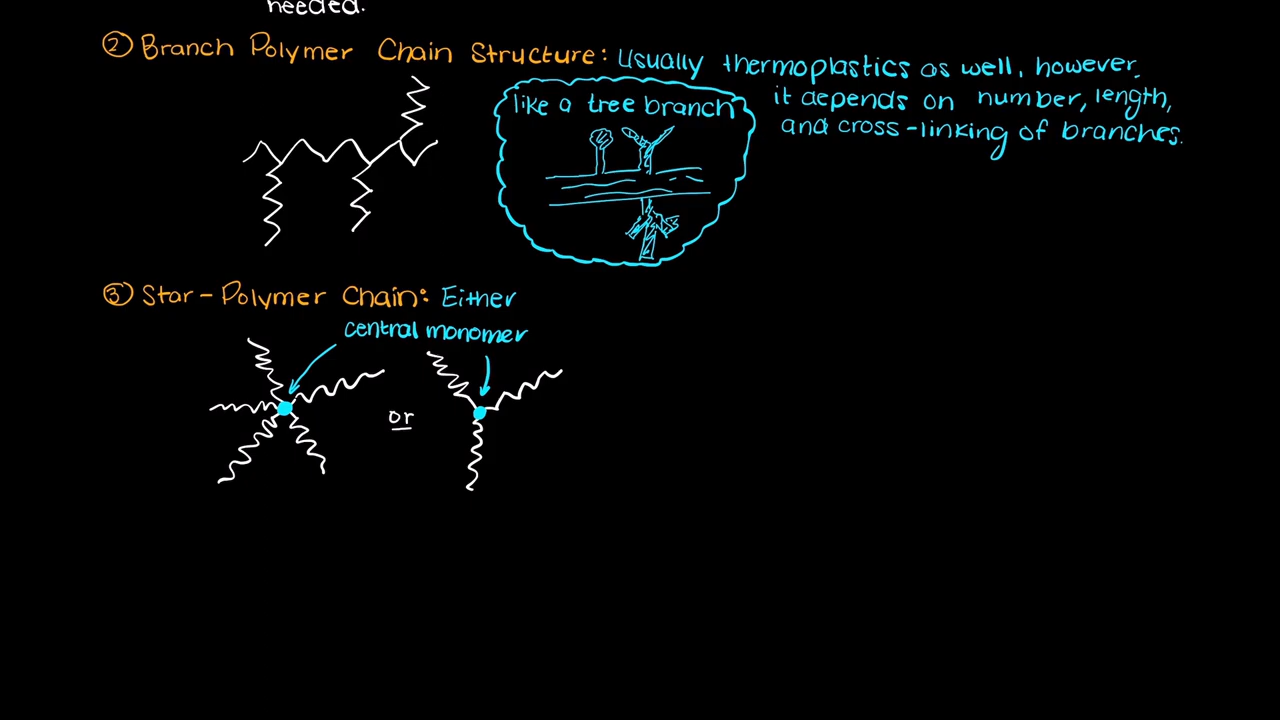 needed.
② Branch Polymer Chain Structure: Usually thermoplastics as well, however,
it depends on number, length,
and cross-linking of branches.
like a tree branch
③ Star-Polymer Chain: Either
central monomer
or